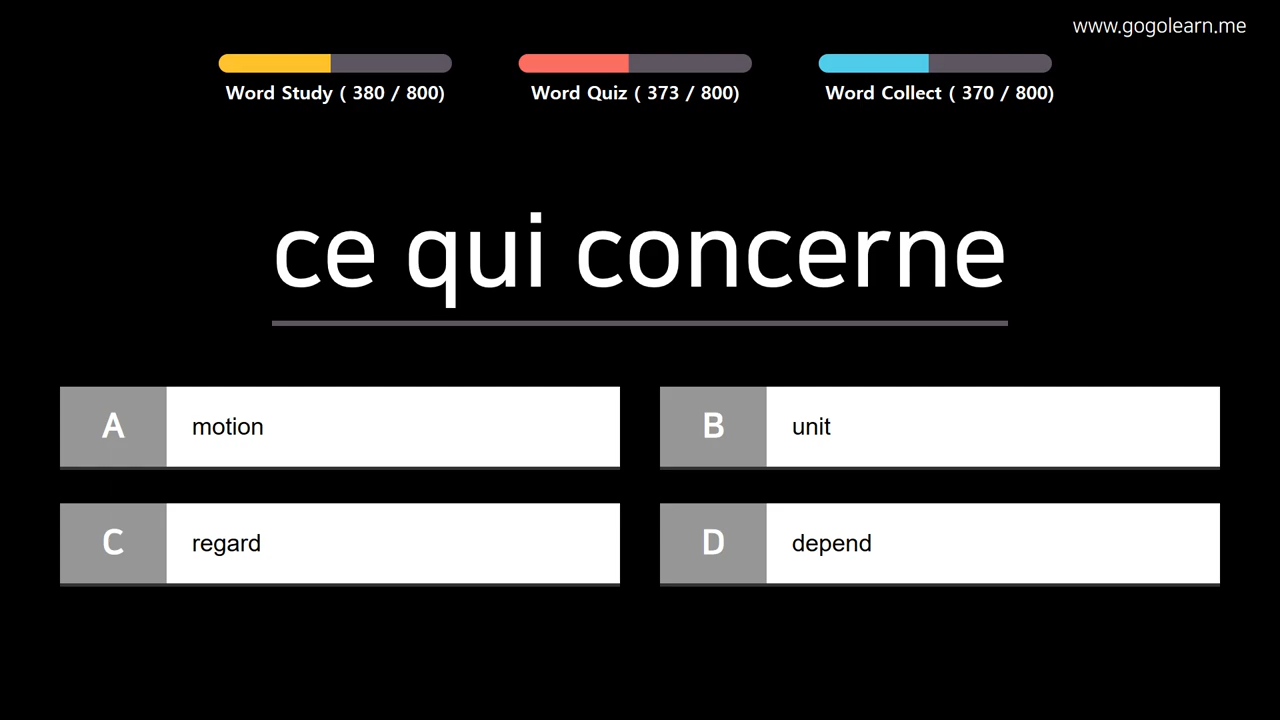 www.gogolearn.me
Word Study ( 380 / 800)
Word Quiz ( 373 / 800)
Word Collect ( 370 / 800)
ce qui concerne
A motion
B unit
C regard
D depend